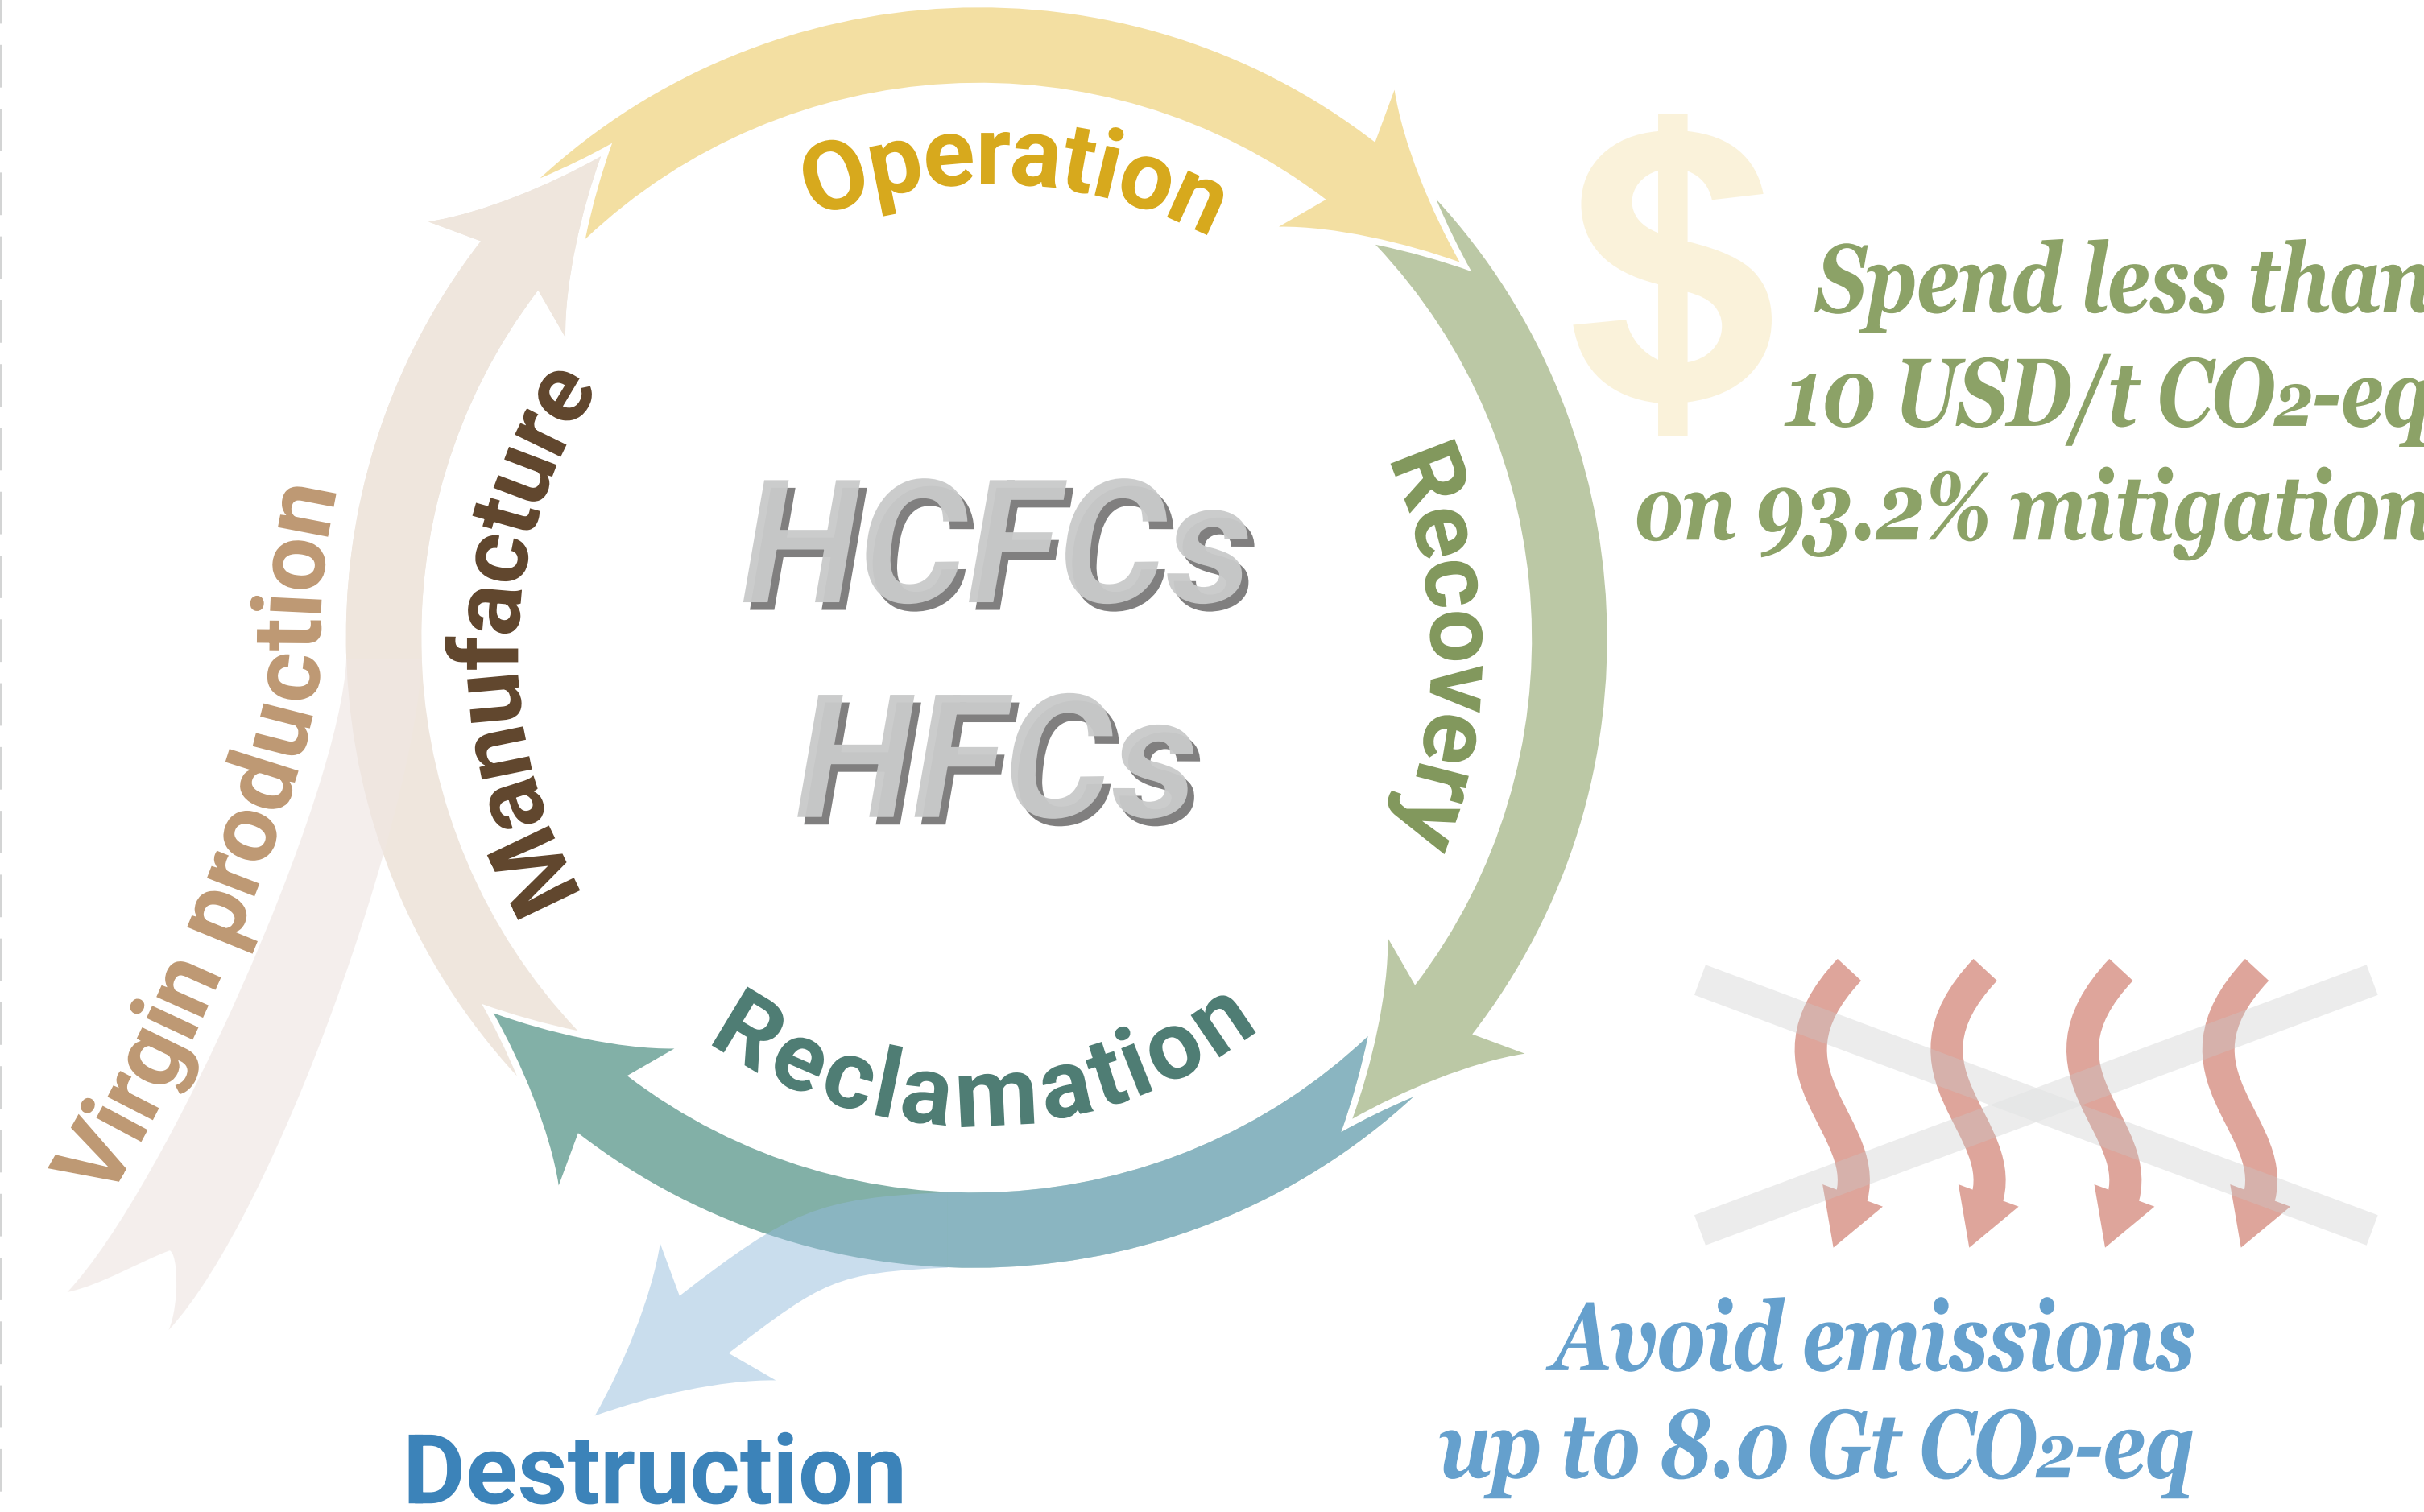 Operation
Spend less than
10 USD/t CO₂-eq
on 93.2% mitigation
Manufacture
Virgin production
HCFCs
HFCs
Recovery
Reclamation
Avoid emissions
up to 8.0 Gt CO₂-eq
Destruction